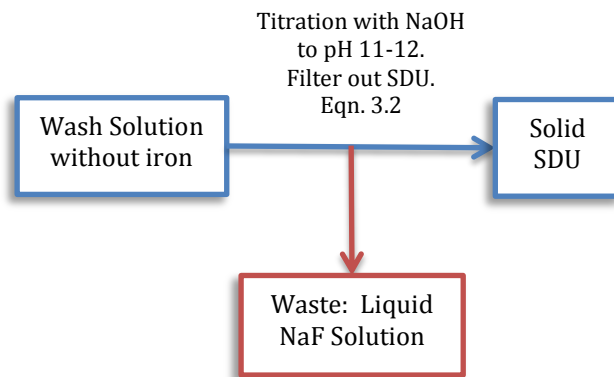 Titration with NaOH
to pH 11-12.
Filter out SDU.
Eqn. 3.2
Wash Solution
without iron
Solid
SDU
Waste:  Liquid
NaF Solution